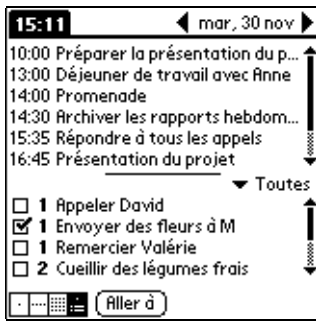 15:11 mar, 30 nov
10:00 Préparer la présentation du p...
13:00 Déjeuner de travail avec Anne
14:00 Promenade
14:30 Archiver les rapports hebdom...
15:35 Répondre à tous les appels
16:45 Présentation du projet
Toutes
1 Appeler David
1 Envoyer des fleurs à M
1 Remercier Valérie
2 Cueillir des légumes frais
Aller à